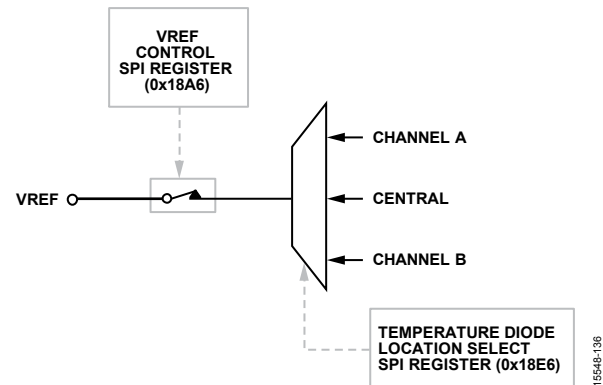 VREF
CONTROL
SPI REGISTER
(0x18A6)
CHANNEL A
VREF
CENTRAL
CHANNEL B
TEMPERATURE DIODE
LOCATION SELECT
SPI REGISTER (0x18E6)
15548-136